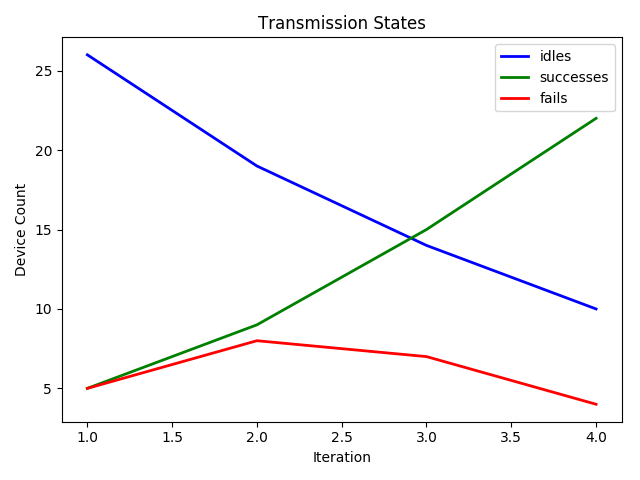 Transmission States
idles
successes
fails
Device Count
25
20
15
10
5
1.0 1.5 2.0 2.5 3.0 3.5 4.0
Iteration